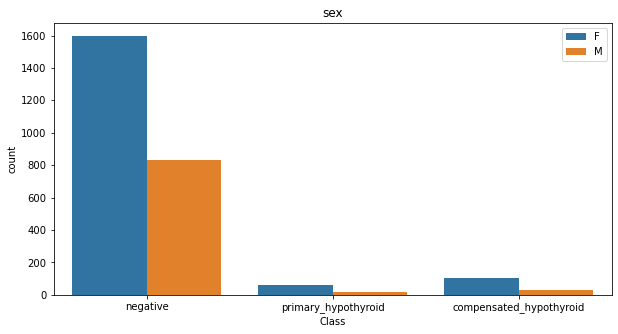 sex
F
M
1600
1400
1200
1000
800
600
400
200
0
count
negative primary_hypothyroid compensated_hypothyroid
Class